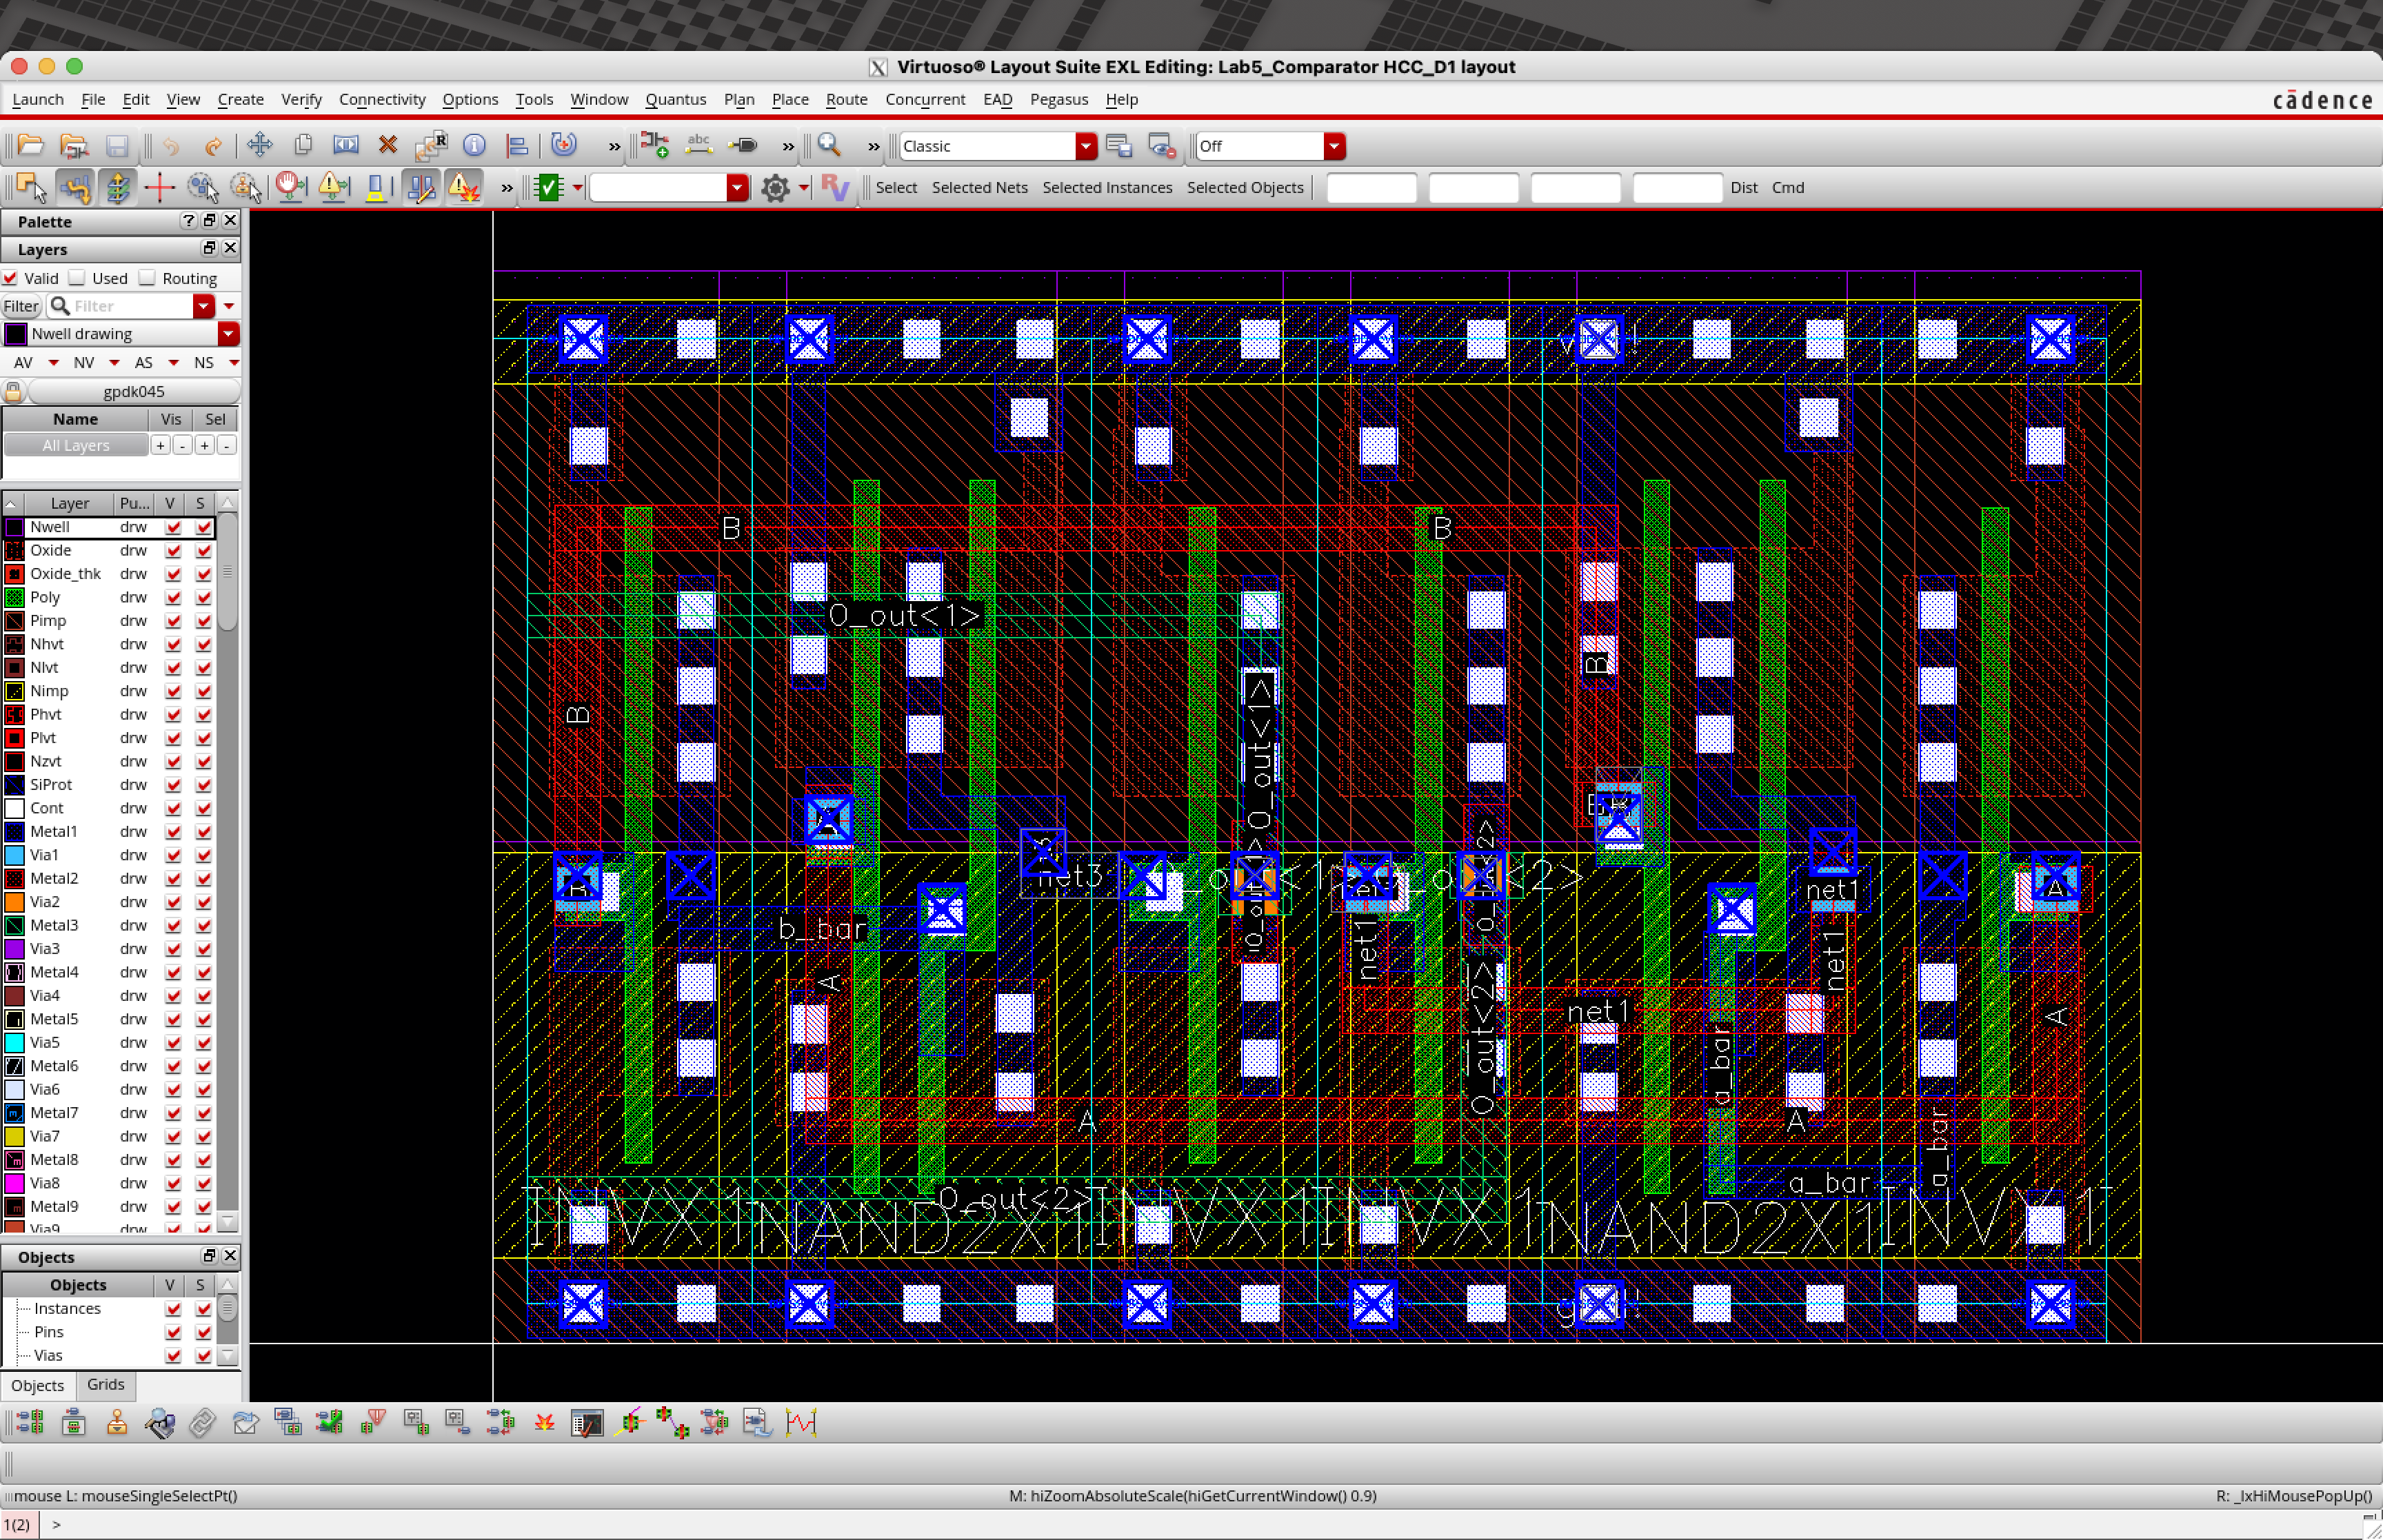 Virtuoso® Layout Suite EXL Editing: Lab5_Comparator HCC_D1 layout
Launch File Edit View Create Verify Connectivity Options Tools Window Quantus Plan Place Route Concurrent EAD Pegasus Help
cādence
abc
Classic
Off
Select Selected Nets Selected Instances Selected Objects
Dist Cmd
Palette
Layers
Valid Used Routing
Filter Filter
Nwell drawing
AV NV AS NS
gpdk045
Name Vis Sel
All Layers + - + -
Layer Pu... V S
Nwell drw
Oxide drw
Oxide_thk drw
Poly drw
Pimp drw
Nhvt drw
Nlvt drw
Nimp drw
Phvt drw
Plvt drw
Nzvt drw
SiProt drw
Cont drw
Metal1 drw
Via1 drw
Metal2 drw
Via2 drw
Metal3 drw
Via3 drw
Metal4 drw
Via4 drw
Metal5 drw
Via5 drw
Metal6 drw
Via6 drw
Metal7 drw
Via7 drw
Metal8 drw
Via8 drw
Metal9 drw
Via9 drw
Objects
Objects V S
Instances
Pins
Vias
Objects Grids
B
B
O_out<1>
B
B
O_out<1>
net3
net1
b_bar
A
net1
net1
net1
O_out<2>
A
A
A
a_bar
a_bar
a_bar
O_out<2>
INVX1 NAND2X1 INVX1 INVX1 NAND2X1 INVX1
mouse L: mouseSingleSelectPt()
M: hiZoomAbsoluteScale(hiGetCurrentWindow() 0.9)
R: _lxHiMousePopUp()
1(2) >